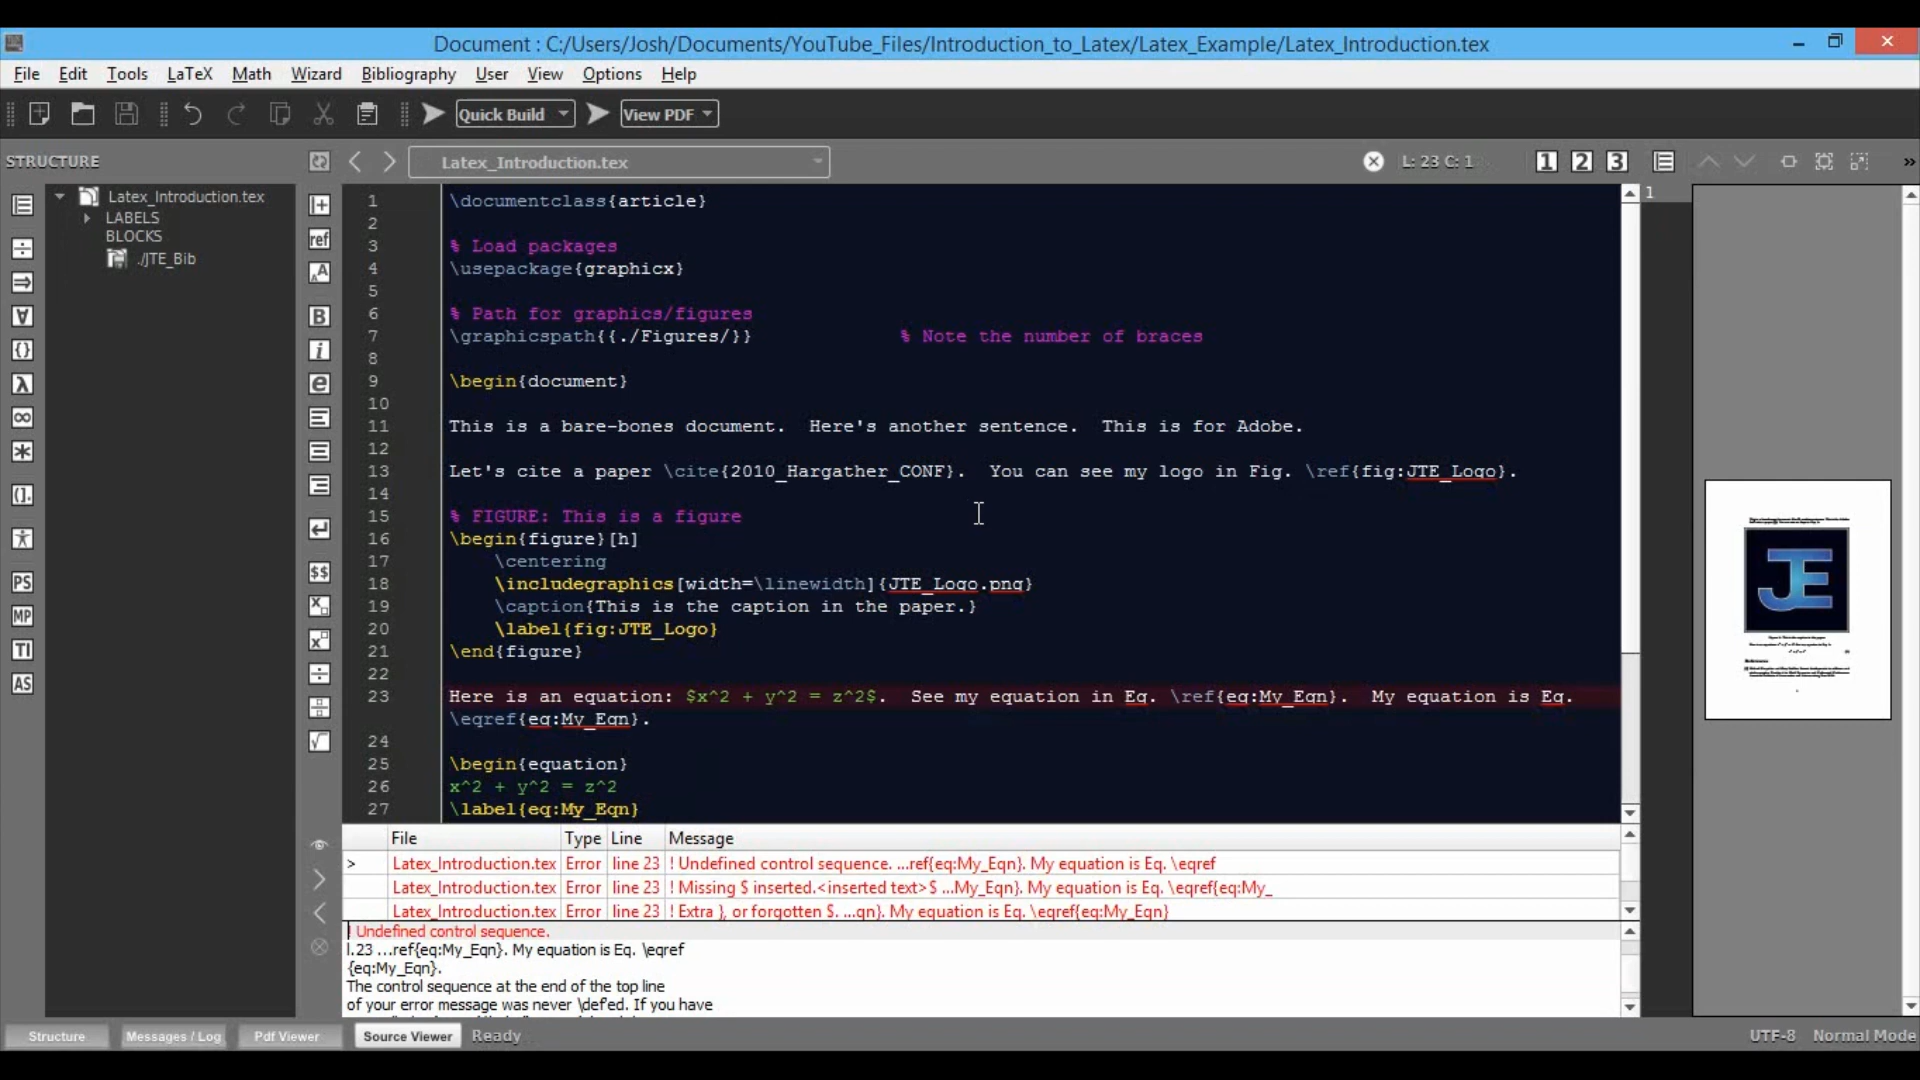 Document : C:/Users/Josh/Documents/YouTube_Files/Introduction_to_Latex/Latex_Example/Latex_Introduction.tex
File Edit Tools LaTeX Math Wizard Bibliography User View Options Help
Quick Build View PDF
STRUCTURE
Latex_Introduction.tex L: 23 C: 1 1 2 3
Latex_Introduction.tex
LABELS
BLOCKS
./JTE_Bib
ref
B
i
e
$$
PS
MP
TI
AS
1 \documentclass{article}
2
3 % Load packages
4 \usepackage{graphicx}
5
6 % Path for graphics/figures
7 \graphicspath{{./Figures/}} % Note the number of braces
8
9 \begin{document}
10
11 This is a bare-bones document.  Here's another sentence.  This is for Adobe.
12
13 Let's cite a paper \cite{2010_Hargather_CONF}.  You can see my logo in Fig. \ref{fig:JTE_Logo}.
14
15 % FIGURE: This is a figure
16 \begin{figure}[h]
17 \centering
18 \includegraphics[width=\linewidth]{JTE_Logo.png}
19 \caption{This is the caption in the paper.}
20 \label{fig:JTE_Logo}
21 \end{figure}
22
23 Here is an equation: $x^2 + y^2 = z^2$.  See my equation in Eq. \ref{eq:My_Eqn}.  My equation is Eq.
\eqref{eq:My_Eqn}.
24
25 \begin{equation}
26 x^2 + y^2 = z^2
27 \label{eq:My_Eqn}
1
JE
File Type Line Message
> Latex_Introduction.tex Error line 23 ! Undefined control sequence. ...ref{eq:My_Eqn}. My equation is Eq. \eqref
Latex_Introduction.tex Error line 23 ! Missing $ inserted.<inserted text>$ ...My_Eqn}. My equation is Eq. \eqref{eq:My_
Latex_Introduction.tex Error line 23 ! Extra }, or forgotten $. ...qn}. My equation is Eq. \eqref{eq:My_Eqn}
! Undefined control sequence.
l.23 ...ref{eq:My_Eqn}. My equation is Eq. \eqref
{eq:My_Eqn}.
The control sequence at the end of the top line
of your error message was never \def'ed. If you have
Structure Messages / Log Pdf Viewer Source Viewer Ready UTF-8 Normal Mode